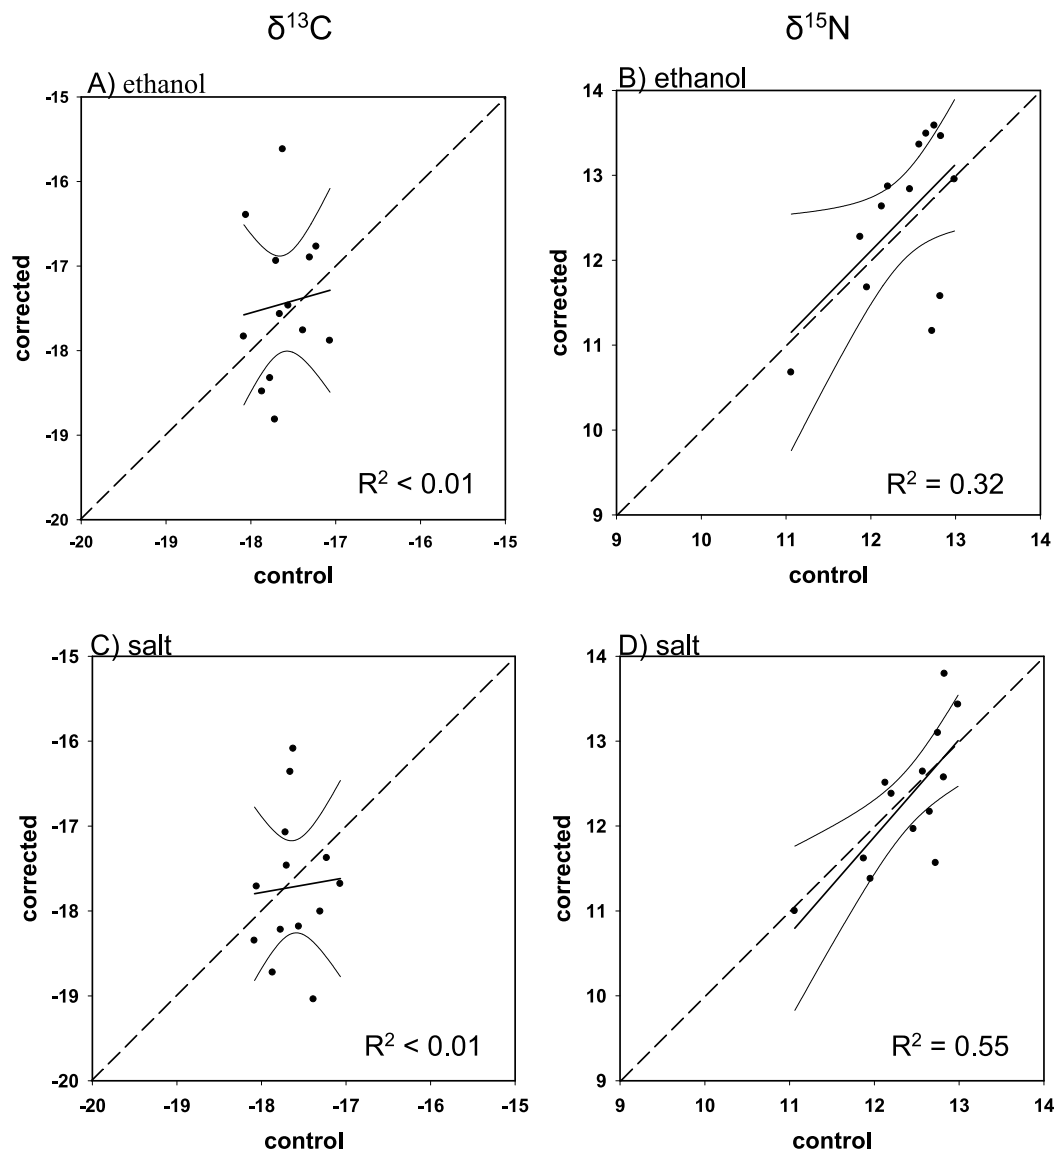 δ¹³C
δ¹⁵N
A) ethanol
-15
-16
-17
-18
-19
-20
corrected
-20 -19 -18 -17 -16 -15
control
R² < 0.01
B) ethanol
14
13
12
11
10
9
corrected
9 10 11 12 13 14
control
R² = 0.32
C) salt
-15
-16
-17
-18
-19
-20
corrected
-20 -19 -18 -17 -16 -15
control
R² < 0.01
D) salt
14
13
12
11
10
9
corrected
9 10 11 12 13 14
control
R² = 0.55